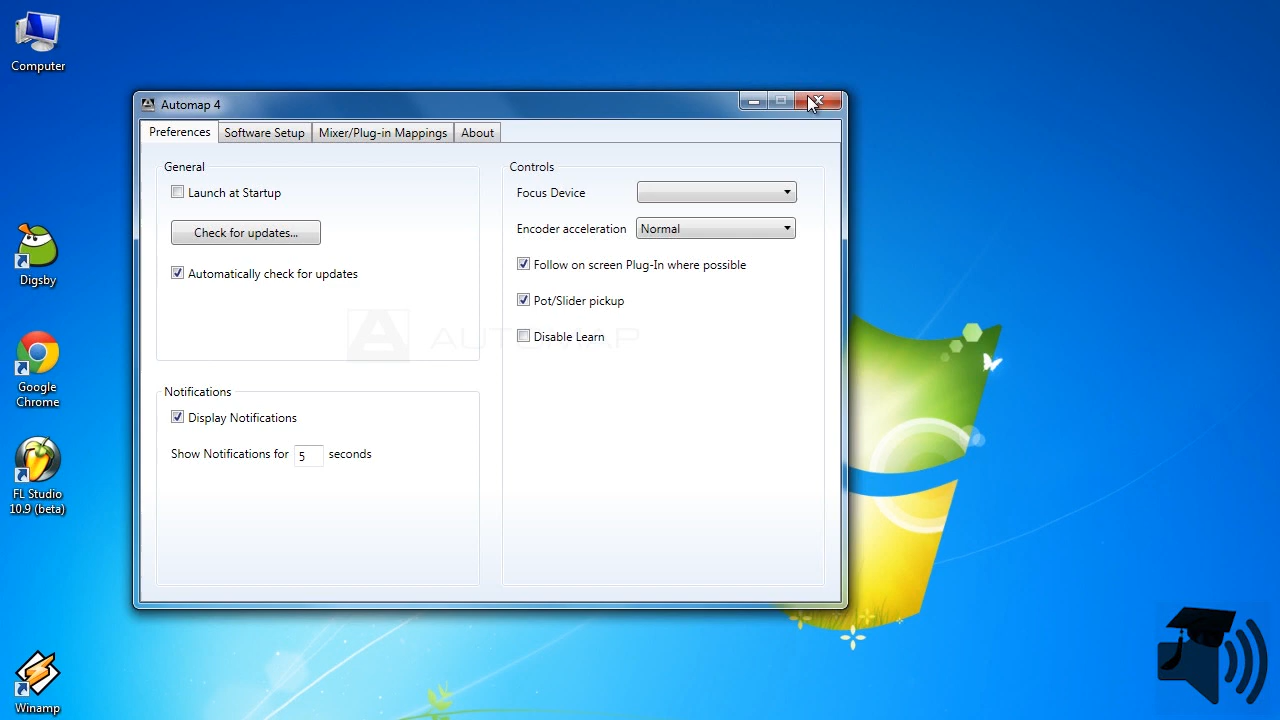 Computer
Digsby
Google
Chrome
FL Studio
10.9 (beta)
Winamp
Automap 4
Preferences
Software Setup
Mixer/Plug-in Mappings
About
General
Launch at Startup
Check for updates...
Automatically check for updates
Notifications
Display Notifications
Show Notifications for 5 seconds
Controls
Focus Device
Encoder acceleration Normal
Follow on screen Plug-In where possible
Pot/Slider pickup
Disable Learn